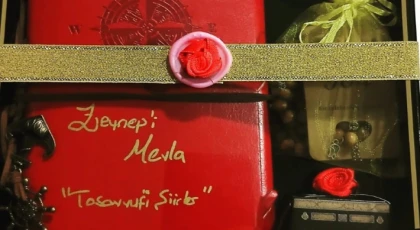 W
Zeynep'i
Mevla
"Tasavvufi Şiirler"